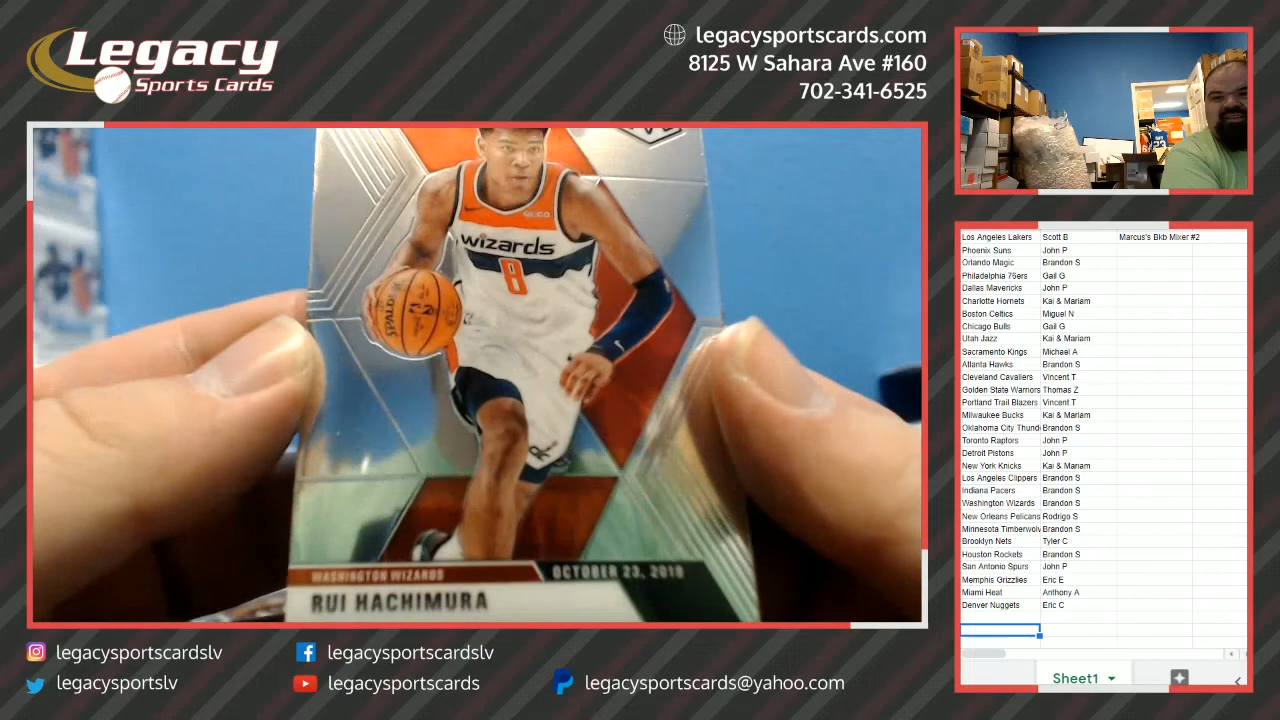 Legacy
Sports Cards
legacysportscards.com
8125 W Sahara Ave #160
702-341-6525
GEICO
wizards
8
SPALDING
WASHINGTON WIZARDS
OCTOBER 23, 2019
RUI HACHIMURA
Los Angeles Lakers Scott B Marcus's Bkb Mixer #2
Phoenix Suns John P
Orlando Magic Brandon S
Philadelphia 76ers Gail G
Dallas Mavericks John P
Charlotte Hornets Kai & Mariam
Boston Celtics Miguel N
Chicago Bulls Gail G
Utah Jazz Kai & Mariam
Sacramento Kings Michael A
Atlanta Hawks Brandon S
Cleveland Cavaliers Vincent T
Golden State Warriors Thomas Z
Portland Trail Blazers Vincent T
Milwaukee Bucks Kai & Mariam
Oklahoma City Thund Brandon S
Toronto Raptors John P
Detroit Pistons John P
New York Knicks Kai & Mariam
Los Angeles Clippers Brandon S
Indiana Pacers Brandon S
Washington Wizards Brandon S
New Orleans Pelicans Rodrigo S
Minnesota Timberwolv Brandon S
Brooklyn Nets Tyler C
Houston Rockets Brandon S
San Antonio Spurs John P
Memphis Grizzlies Eric E
Miami Heat Anthony A
Denver Nuggets Eric C
Sheet1
legacysportscardslv
legacysportscardslv
legacysportslv
legacysportscards
legacysportscards@yahoo.com